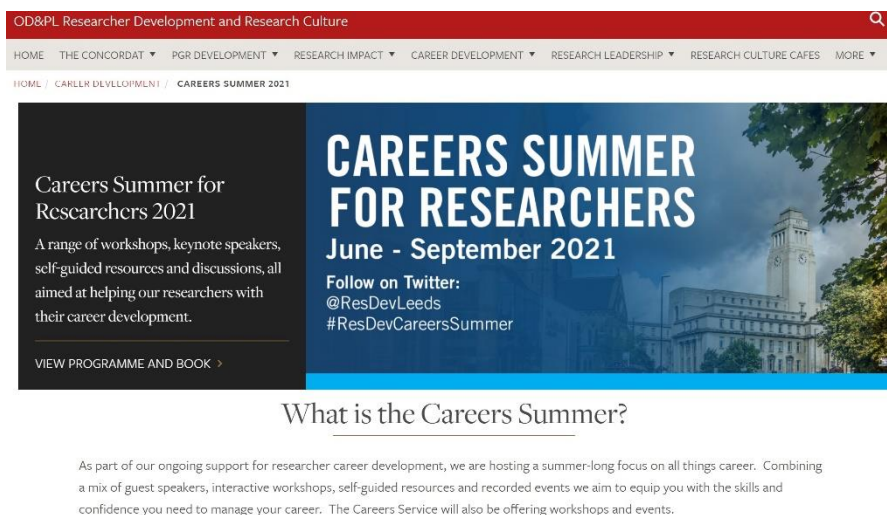 OD&PL Researcher Development and Research Culture
HOME THE CONCORDAT ▼ PGR DEVELOPMENT ▼ RESEARCH IMPACT ▼ CAREER DEVELOPMENT ▼ RESEARCH LEADERSHIP ▼ RESEARCH CULTURE CAFES MORE ▼
HOME / CAREER DEVELOPMENT / CAREERS SUMMER 2021
Careers Summer for
Researchers 2021
A range of workshops, keynote speakers,
self-guided resources and discussions, all
aimed at helping our researchers with
their career development.
VIEW PROGRAMME AND BOOK >
CAREERS SUMMER
FOR RESEARCHERS
June - September 2021
Follow on Twitter:
@ResDevLeeds
#ResDevCareersSummer
What is the Careers Summer?
As part of our ongoing support for researcher career development, we are hosting a summer-long focus on all things career. Combining
a mix of guest speakers, interactive workshops, self-guided resources and recorded events we aim to equip you with the skills and
confidence you need to manage your career. The Careers Service will also be offering workshops and events.